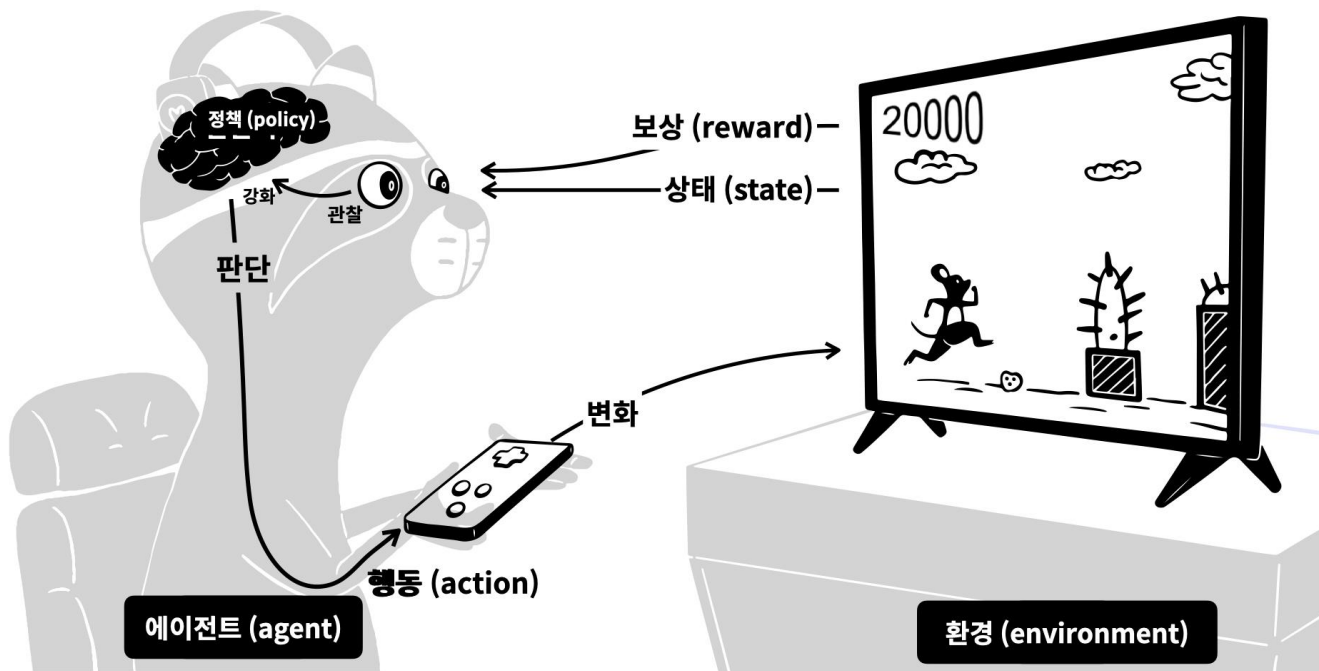 정책 (policy)
보상 (reward)
20000
상태 (state)
강화
관찰
판단
변화
행동 (action)
에이전트 (agent)
환경 (environment)